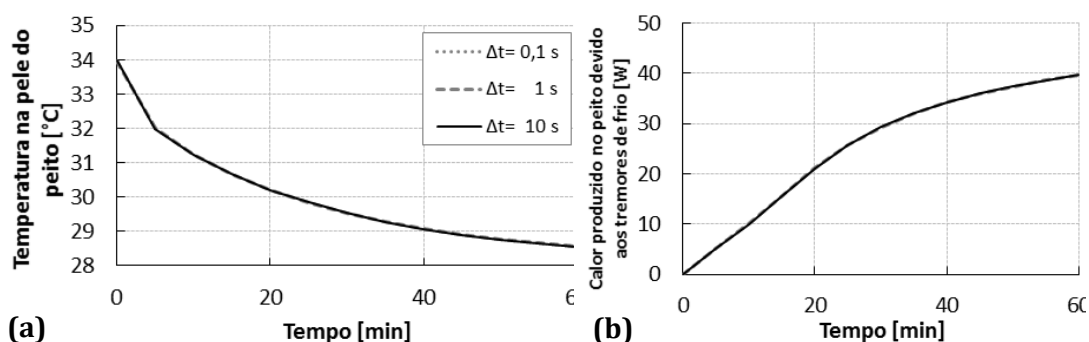 Temperatura na pele do
peito [°C]
35
34
33
32
31
30
29
28
0
20
40
6
Tempo [min]
Δt= 0,1 s
Δt= 1 s
Δt= 10 s
(a)
Calor produzido no peito devido
aos tremores de frio [W]
50
40
30
20
10
0
0
20
40
60
Tempo [min]
(b)